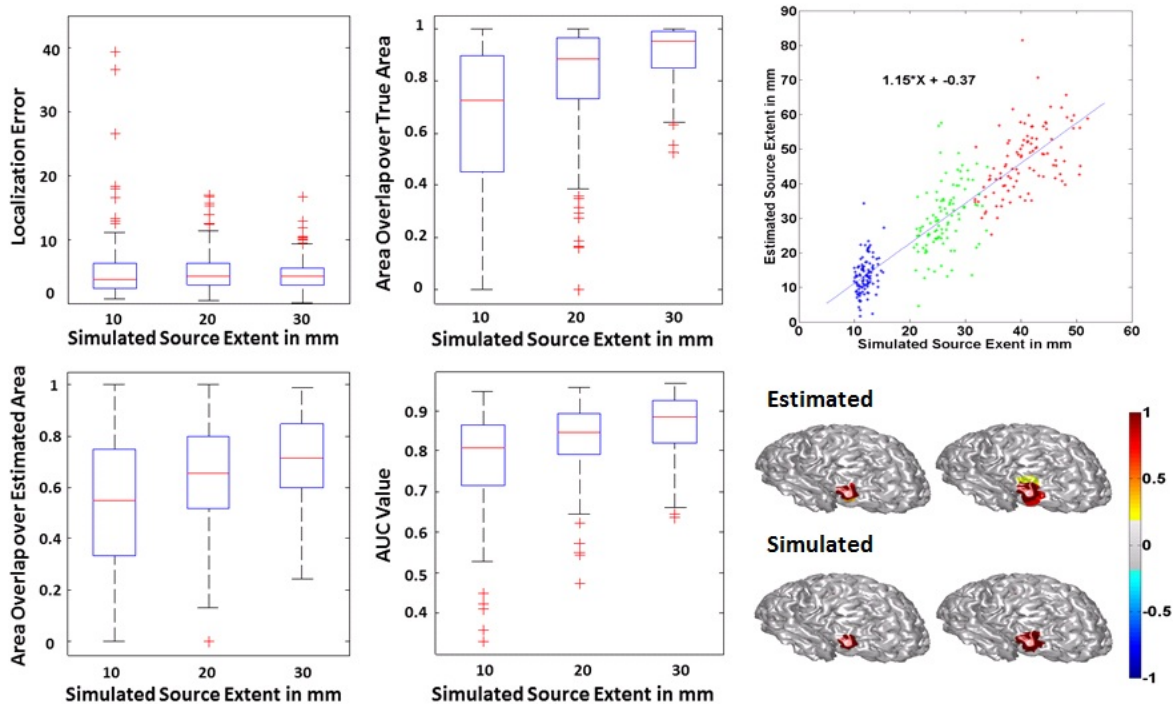 Localization Error
40
30
20
10
0
10 20 30
Simulated Source Extent in mm
Area Overlap over True Area
1
0.8
0.6
0.4
0.2
0
10 20 30
Simulated Source Extent in mm
Estimated Source Extent in mm
90
80
70
60
50
40
30
20
10
0
1.15*X + -0.37
0 10 20 30 40 50 60
Simulated Source Exent in mm
Area Overlap over Estimated Area
1
0.8
0.6
0.4
0.2
0
10 20 30
Simulated Source Extent in mm
AUC Value
0.9
0.8
0.7
0.6
0.5
0.4
10 20 30
Simulated Source Extent in mm
Estimated
Simulated
1
0.5
0
-0.5
-1